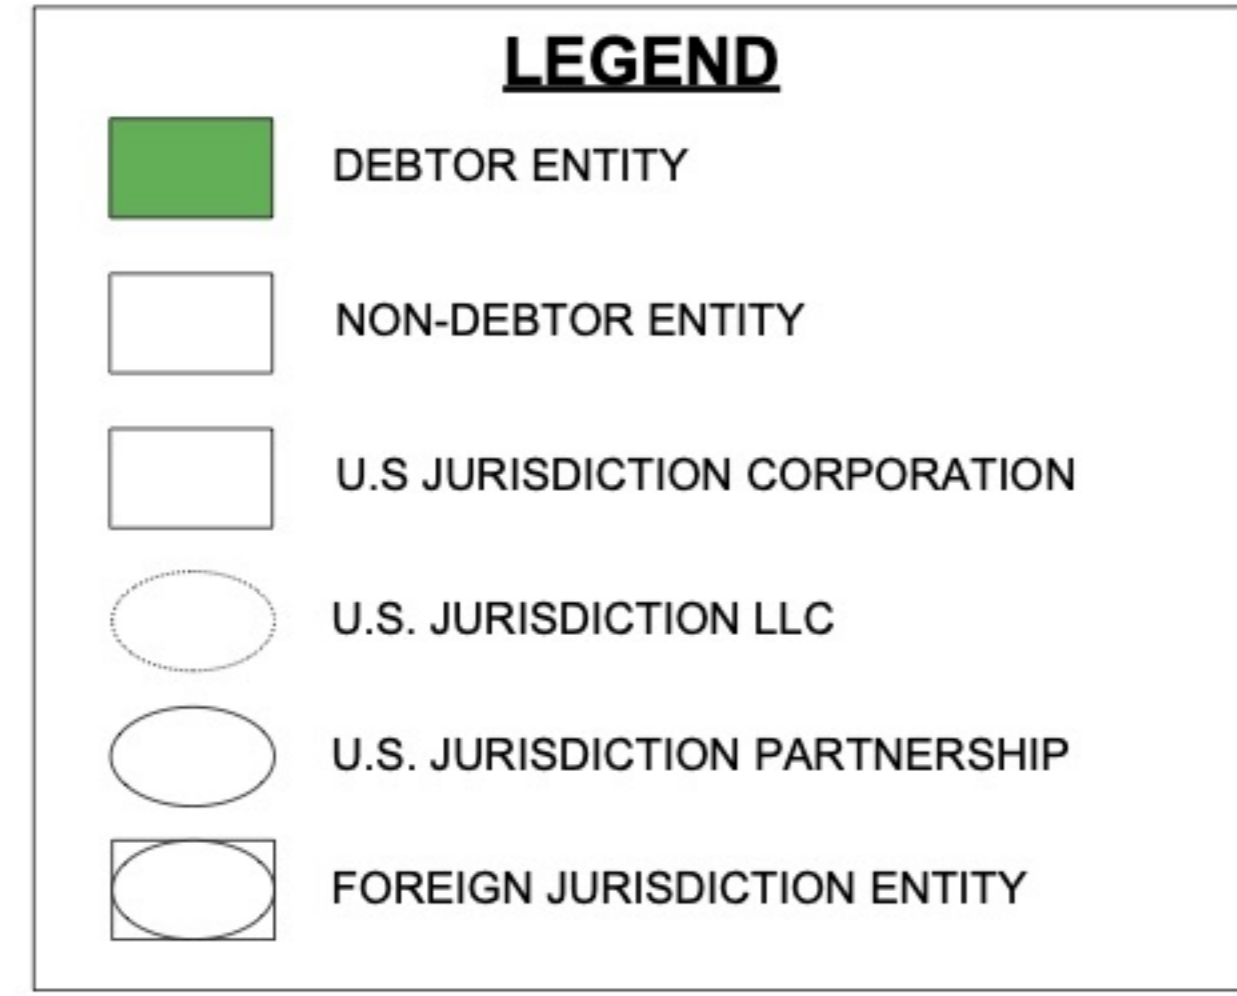 LEGEND
DEBTOR ENTITY
NON-DEBTOR ENTITY
U.S JURISDICTION CORPORATION
U.S. JURISDICTION LLC
U.S. JURISDICTION PARTNERSHIP
FOREIGN JURISDICTION ENTITY